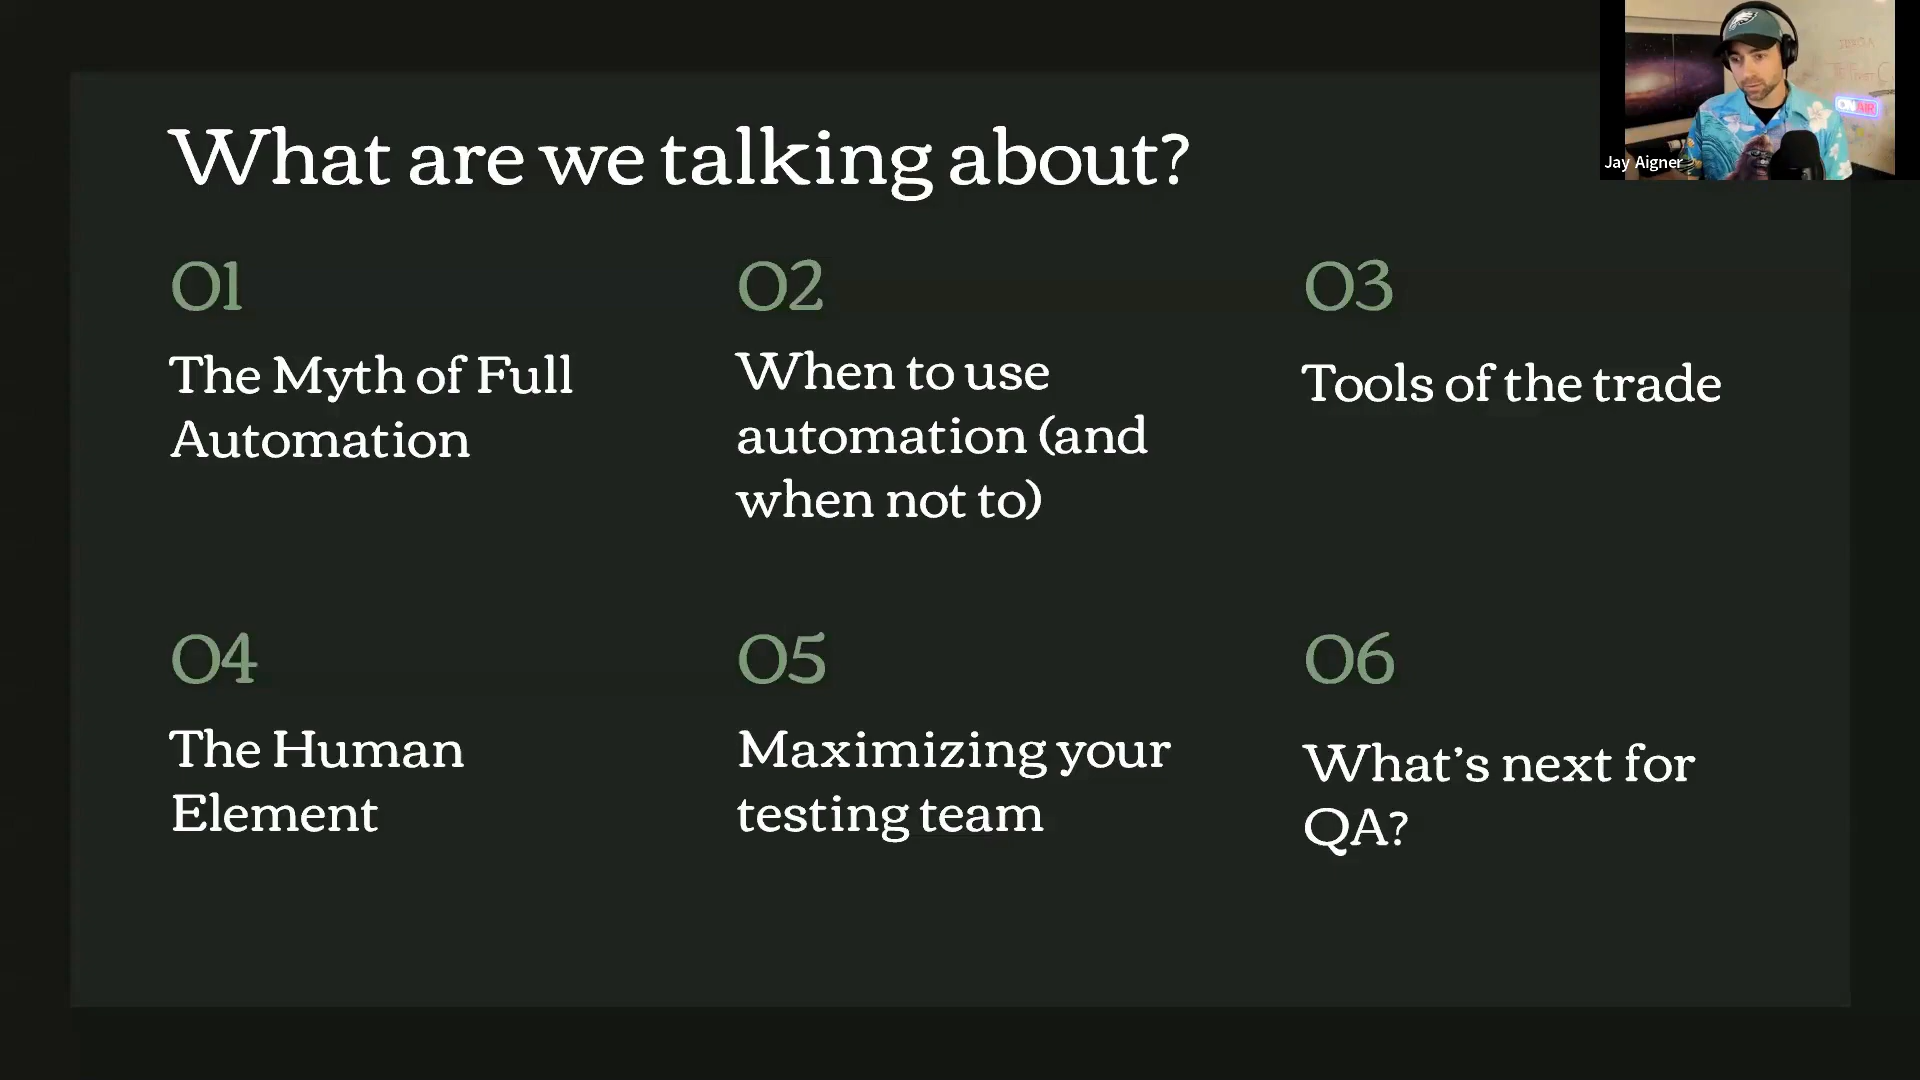 What are we talking about?
01
The Myth of Full
Automation
02
When to use
automation (and
when not to)
03
Tools of the trade
04
The Human
Element
05
Maximizing your
testing team
06
What's next for
QA?
Jay Aigner
ON AIR